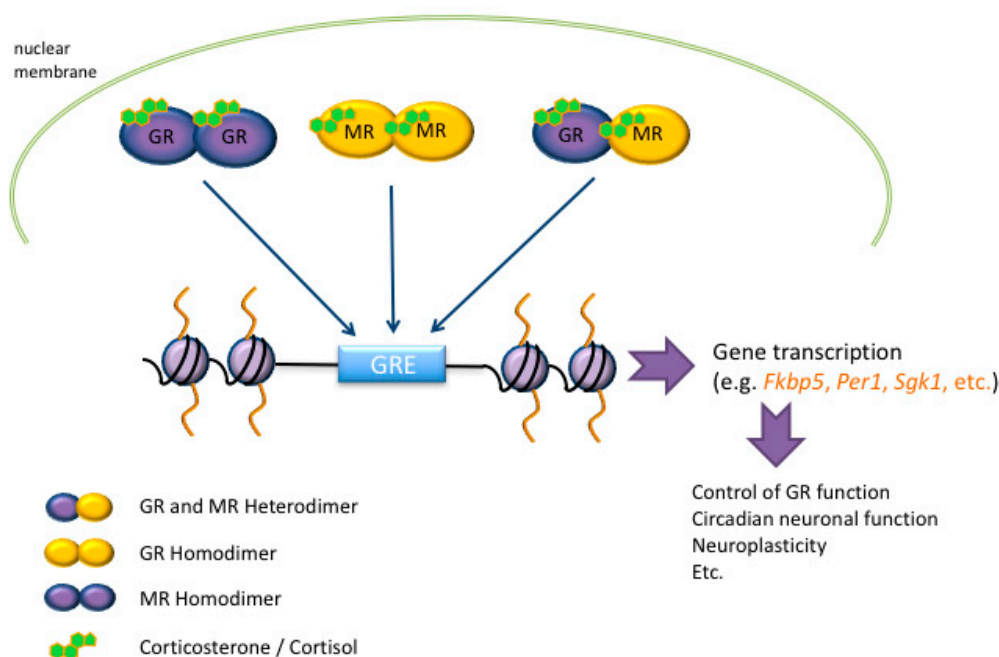 nuclear
membrane
GR GR MR MR GR MR
GRE
Gene transcription
(e.g. Fkbp5, Per1, Sgk1, etc.)
Control of GR function
Circadian neuronal function
Neuroplasticity
Etc.
GR and MR Heterodimer
GR Homodimer
MR Homodimer
Corticosterone / Cortisol